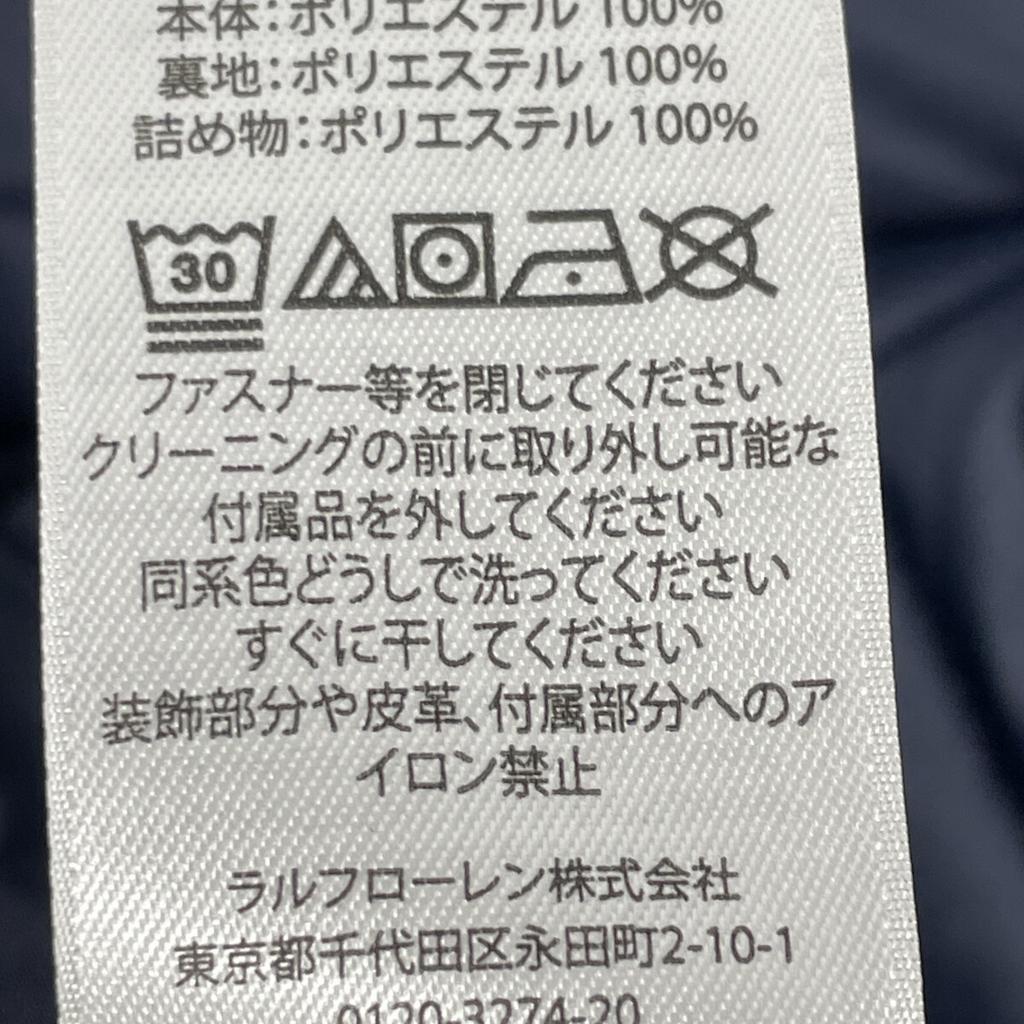 本体:ポリエステル 100%
裏地:ポリエステル 100%
詰め物:ポリエステル 100%
30
ファスナー等を閉じてください
クリーニングの前に取り外し可能な
付属品を外してください
同系色どうしで洗ってください
すぐに干してください
装飾部分や皮革、付属部分へのア
イロン禁止
ラルフローレン株式会社
東京都千代田区永田町2-10-1
0120-3274-20